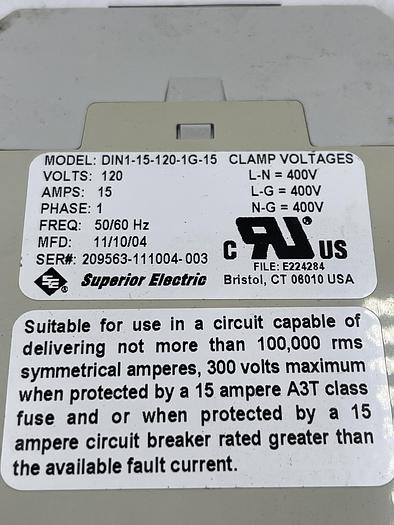 MODEL: DIN1-15-120-1G-15 CLAMP VOLTAGES
VOLTS: 120 L-N = 400V
AMPS: 15 L-G = 400V
PHASE: 1 N-G = 400V
FREQ: 50/60 Hz
MFD: 11/10/04
SER#: 209563-111004-003
C RU US
FILE: E224284
SE Superior Electric Bristol, CT 06010 USA
Suitable for use in a circuit capable of
delivering not more than 100,000 rms
symmetrical amperes, 300 volts maximum
when protected by a 15 ampere A3T class
fuse and or when protected by a 15
ampere circuit breaker rated greater than
the available fault current.